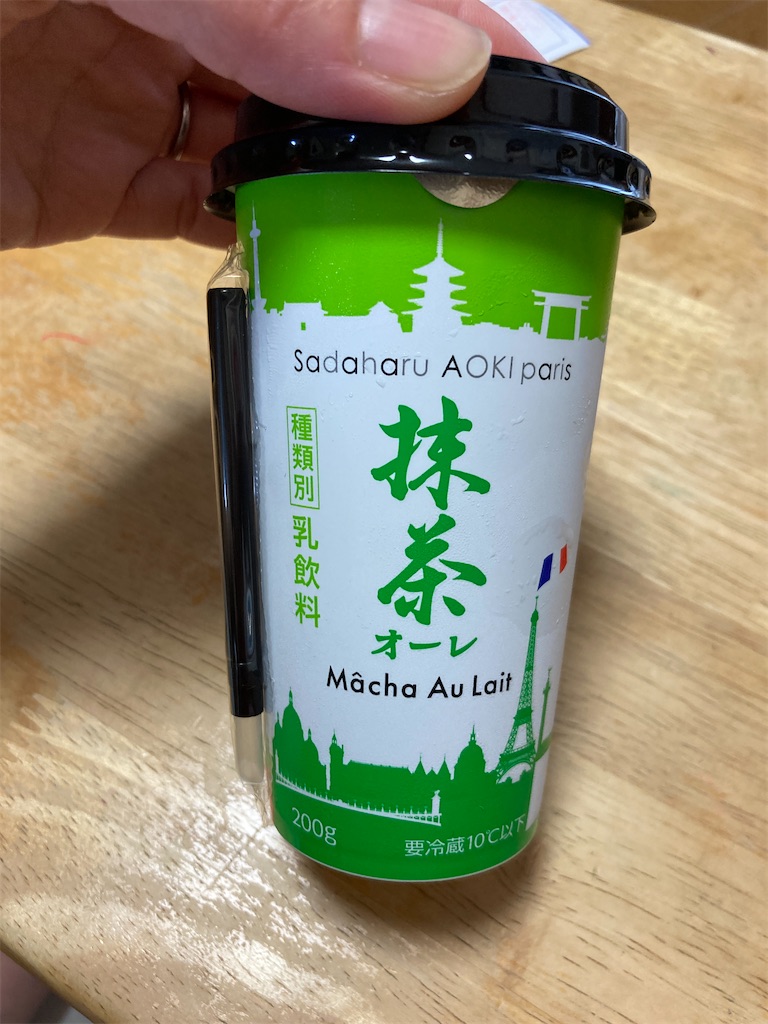 Sadaharu AOKI paris
種類別 乳飲料
抹茶
オーレ
Mâcha Au Lait
200g
要冷蔵10℃以下